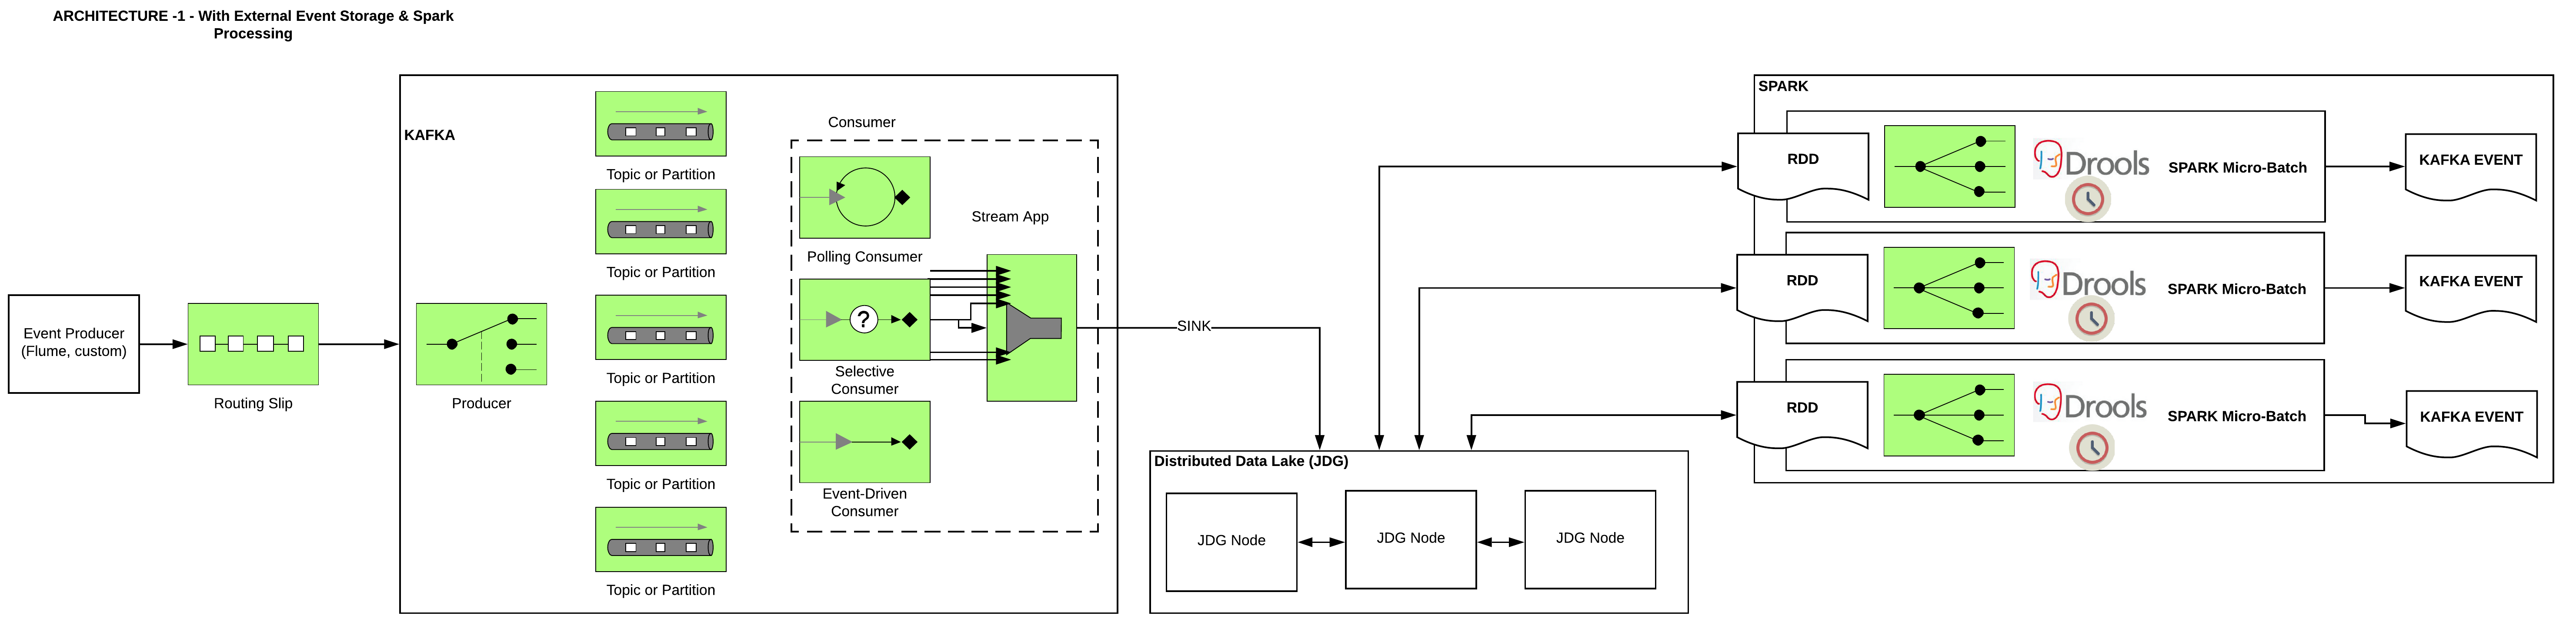 ARCHITECTURE -1 - With External Event Storage & Spark
Processing
Event Producer
(Flume, custom)
Routing Slip
KAFKA
Producer
Topic or Partition
Topic or Partition
Topic or Partition
Topic or Partition
Topic or Partition
Consumer
Polling Consumer
?
Selective
Consumer
Event-Driven
Consumer
Stream App
SINK
Distributed Data Lake (JDG)
JDG Node
JDG Node
JDG Node
SPARK
RDD
Drools
SPARK Micro-Batch
KAFKA EVENT
RDD
Drools
SPARK Micro-Batch
KAFKA EVENT
RDD
Drools
SPARK Micro-Batch
KAFKA EVENT